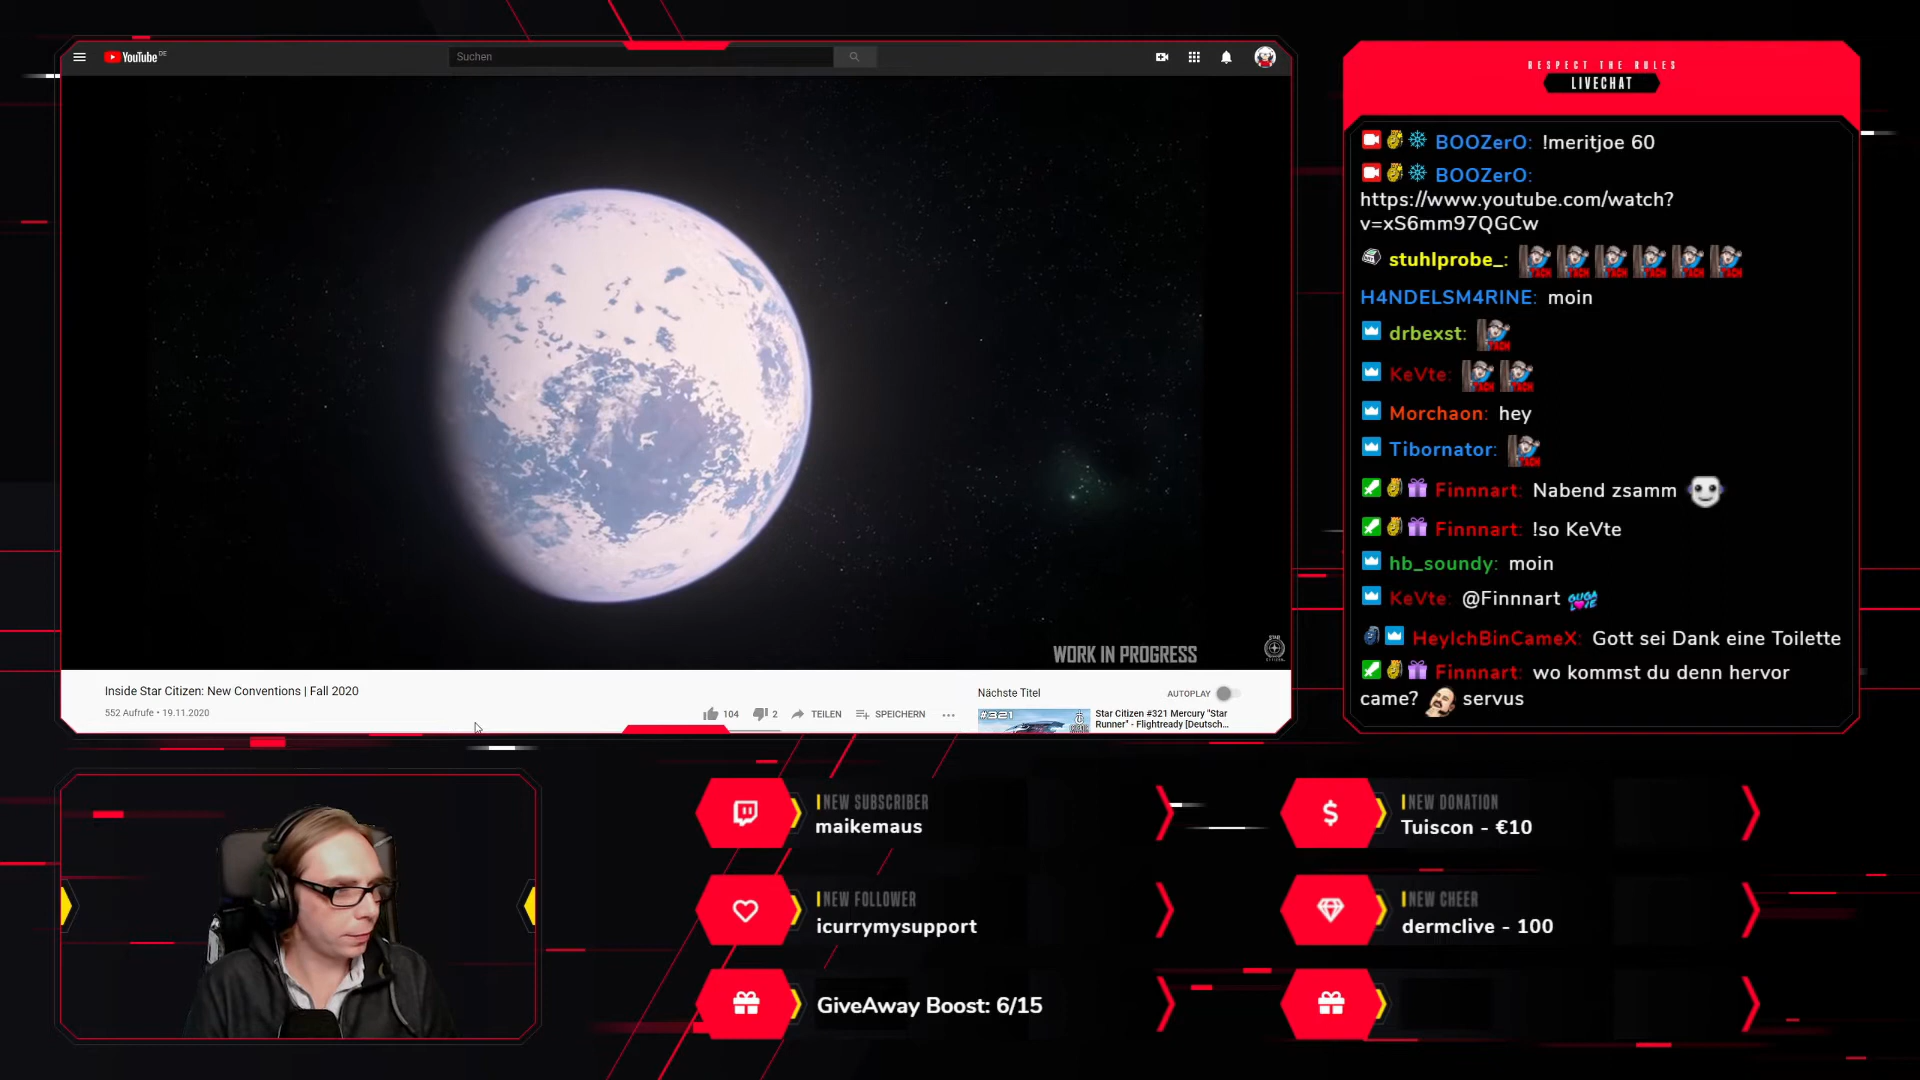 YouTube DE
Suchen
WORK IN PROGRESS
Inside Star Citizen: New Conventions | Fall 2020
552 Aufrufe • 19.11.2020
104
2
TEILEN
SPEICHERN
Nächste Titel
AUTOPLAY
#321
Star Citizen #321 Mercury "Star
Runner" - Flightready [Deutsch...
RESPECT THE RULES
LIVECHAT
BOOZerO: !meritjoe 60
BOOZerO:
https://www.youtube.com/watch?
v=xS6mm97QGCw
stuhlprobe_:
H4NDELSM4RINE: moin
drbexst:
KeVte:
Morchaon: hey
Tibornator:
Finnnart: Nabend zsamm
Finnnart: !so KeVte
hb_soundy: moin
KeVte: @Finnnart
HeyIchBinCameX: Gott sei Dank eine Toilette
Finnnart: wo kommst du denn hervor
came? servus
NEW SUBSCRIBER
maikemaus
NEW DONATION
Tuiscon - €10
NEW FOLLOWER
icurrymysupport
NEW CHEER
dermclive - 100
GiveAway Boost: 6/15